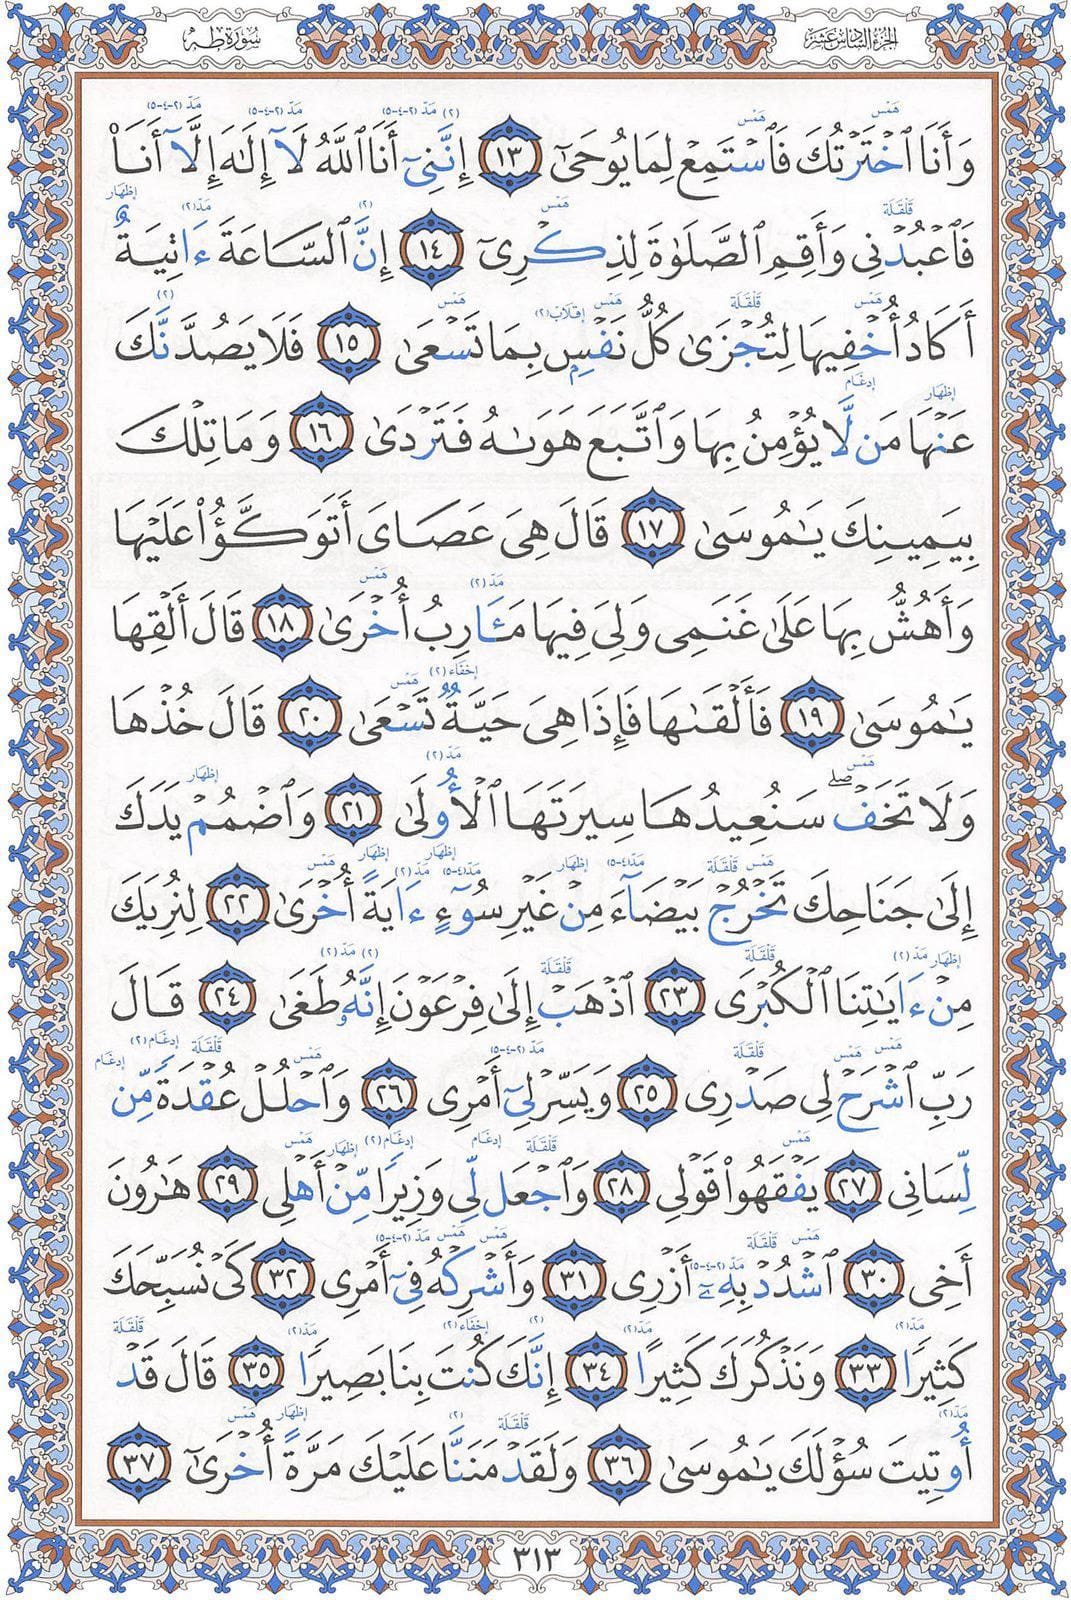 الجزء السادس عشر
سورة طه
وَأَنَا ٱخۡتَرۡتُكَ فَٱسۡتَمِعۡ لِمَا يُوحَىٰٓ ١٣ إِنَّنِيٓ أَنَا ٱللَّهُ لَآ إِلَٰهَ إِلَّآ أَنَا۠
فَٱعۡبُدۡنِي وَأَقِمِ ٱلصَّلَوٰةَ لِذِكۡرِيٓ ١٤ إِنَّ ٱلسَّاعَةَ ءَاتِيَةٌ
أَكَادُ أُخۡفِيهَا لِتُجۡزَىٰ كُلُّ نَفۡسِۭ بِمَا تَسۡعَىٰ ١٥ فَلَا يَصُدَّنَّكَ
عَنۡهَا مَن لَّا يُؤۡمِنُ بِهَا وَٱتَّبَعَ هَوَىٰهُ فَتَرۡدَىٰ ١٦ وَمَا تِلۡكَ
بِيَمِينِكَ يَٰمُوسَىٰ ١٧ قَالَ هِيَ عَصَايَ أَتَوَكَّؤُاْ عَلَيۡهَا
وَأَهُشُّ بِهَا عَلَىٰ غَنَمِي وَلِيَ فِيهَا مَـَٔارِبُ أُخۡرَىٰ ١٨ قَالَ أَلۡقِهَا
يَٰمُوسَىٰ ١٩ فَأَلۡقَىٰهَا فَإِذَا هِيَ حَيَّةٌ تَسۡعَىٰ ٢٠ قَالَ خُذۡهَا
وَلَا تَخَفۡۖ سَنُعِيدُهَا سِيرَتَهَا ٱلۡأُولَىٰ ٢١ وَٱضۡمُمۡ يَدَكَ
إِلَىٰ جَنَاحِكَ تَخۡرُجۡ بَيۡضَآءَ مِنۡ غَيۡرِ سُوٓءٍ ءَايَةً أُخۡرَىٰ ٢٢ لِنُرِيَكَ
مِنۡ ءَايَٰتِنَا ٱلۡكُبۡرَى ٢٣ ٱذۡهَبۡ إِلَىٰ فِرۡعَوۡنَ إِنَّهُۥ طَغَىٰ ٢٤ قَالَ
رَبِّ ٱشۡرَحۡ لِي صَدۡرِي ٢٥ وَيَسِّرۡ لِيٓ أَمۡرِي ٢٦ وَٱحۡلُلۡ عُقۡدَةٗ مِّن
لِّسَانِي ٢٧ يَفۡقَهُواْ قَوۡلِي ٢٨ وَٱجۡعَل لِّي وَزِيرٗا مِّنۡ أَهۡلِي ٢٩ هَٰرُونَ
أَخِي ٣٠ ٱشۡدُدۡ بِهِۦٓ أَزۡرِي ٣١ وَأَشۡرِكۡهُ فِيٓ أَمۡرِي ٣٢ كَيۡ نُسَبِّحَكَ
كَثِيرٗا ٣٣ وَنَذۡكُرَكَ كَثِيرًا ٣٤ إِنَّكَ كُنتَ بِنَا بَصِيرٗا ٣٥ قَالَ قَدۡ
أُوتِيتَ سُؤۡلَكَ يَٰمُوسَىٰ ٣٦ وَلَقَدۡ مَنَنَّا عَلَيۡكَ مَرَّةً أُخۡرَىٰٓ ٣٧
٣١٣